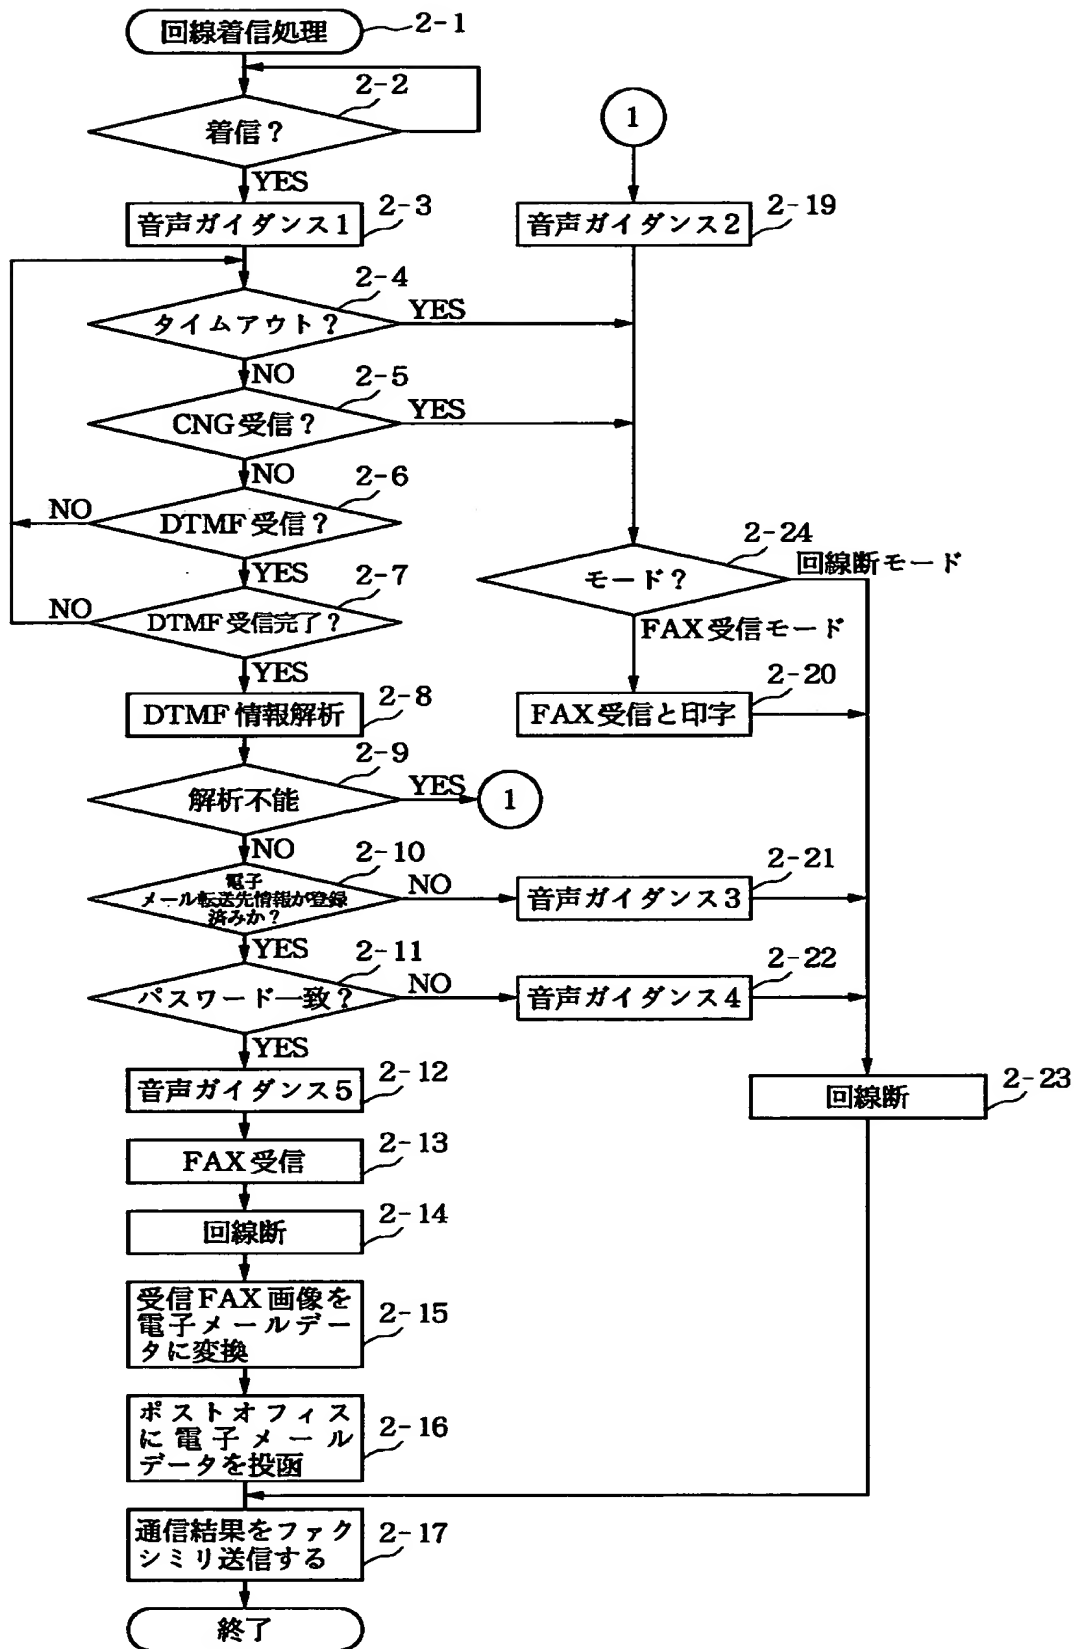 回線着信処理
2-1
2-2
着信?
YES
音声ガイダンス1
2-3
2-4
タイムアウト?
YES
NO
2-5
CNG受信?
YES
NO
2-6
DTMF受信?
NO
YES
2-7
DTMF受信完了?
NO
YES
DTMF情報解析
2-8
2-9
解析不能
YES
1
NO
2-10
電子
メール転送先情報が登録
済みか?
NO
YES
2-11
パスワード一致?
NO
YES
音声ガイダンス5
2-12
FAX受信
2-13
回線断
2-14
受信FAX画像を
電子メールデー
タに変換
2-15
ポストオフィス
に電子メール
データを投函
2-16
通信結果をファク
シミリ送信する
2-17
終了
1
音声ガイダンス2
2-19
2-24
モード?
回線断モード
FAX受信モード
FAX受信と印字
2-20
音声ガイダンス3
2-21
音声ガイダンス4
2-22
回線断
2-23